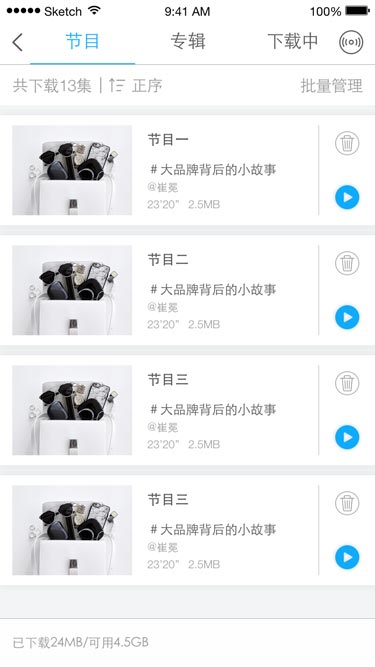 Sketch 9:41 AM 100%
节目 专辑 下载中
共下载13集 正序 批量管理
节目一
#大品牌背后的小故事
@崔冕
23’20” 2.5MB
节目二
#大品牌背后的小故事
@崔冕
23’20” 2.5MB
节目三
#大品牌背后的小故事
@崔冕
23’20” 2.5MB
节目三
#大品牌背后的小故事
@崔冕
23’20” 2.5MB
已下载24MB/可用4.5GB